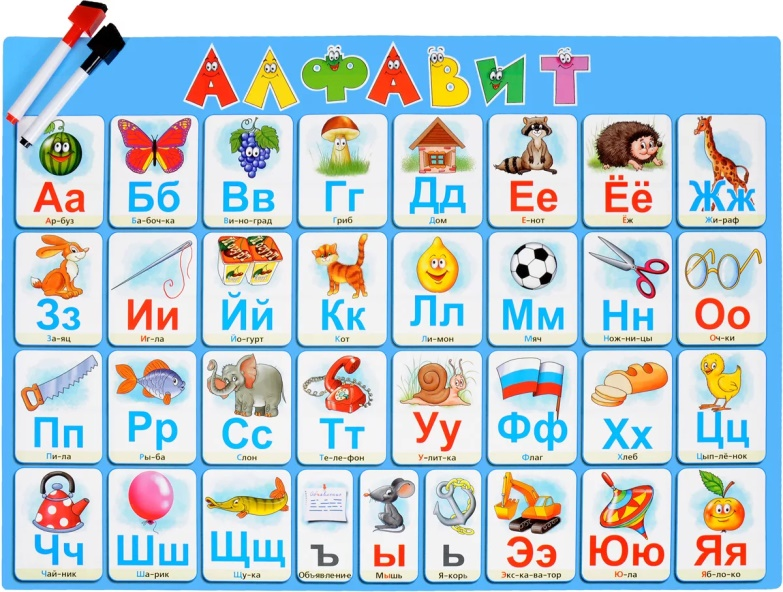 АЛФАВИТ
Аа
Ар-буз
Бб
Ба-боч-ка
Вв
Ви-но-град
Гг
Гриб
Дд
Дом
Ее
Е-нот
Ёё
Ёж
Жж
Жи-раф
Зз
За-яц
Ии
Иг-ла
Йй
Йо-гурт
Кк
Кот
Лл
Ли-мон
Мм
Мяч
Нн
Нож-ни-цы
Оо
Оч-ки
Пп
Пи-ла
Рр
Ры-ба
Сс
Слон
Тт
Те-ле-фон
Уу
У-лит-ка
Фф
Флаг
Хх
Хлеб
Цц
Цып-лё-нок
Чч
Чай-ник
Шш
Ша-рик
Щщ
Щу-ка
ъ
Объявление
ы
Мышь
ь
Я-корь
Ээ
Экс-ка-ва-тор
Юю
Ю-ла
Яя
Яб-ло-ко